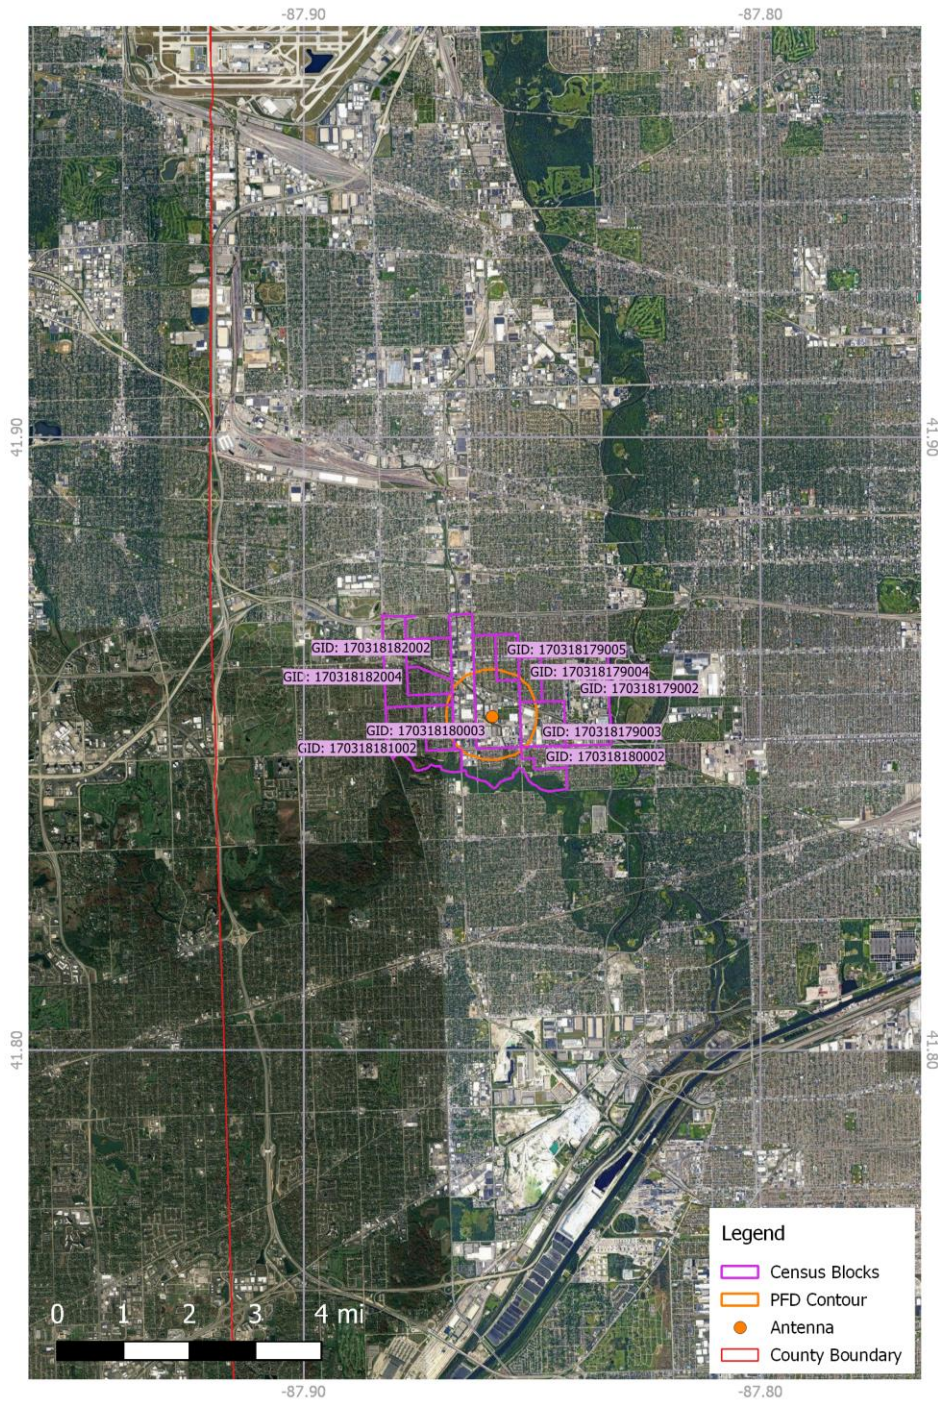 -87.90
-87.80
41.90
41.90
GID: 170318182002
GID: 170318179005
GID: 170318179004
GID: 170318182004
GID: 170318179002
GID: 170318180003
GID: 170318179003
GID: 170318181002
GID: 170318180002
41.80
41.80
Legend
Census Blocks
PFD Contour
Antenna
County Boundary
0 1 2 3 4 mi
-87.90
-87.80